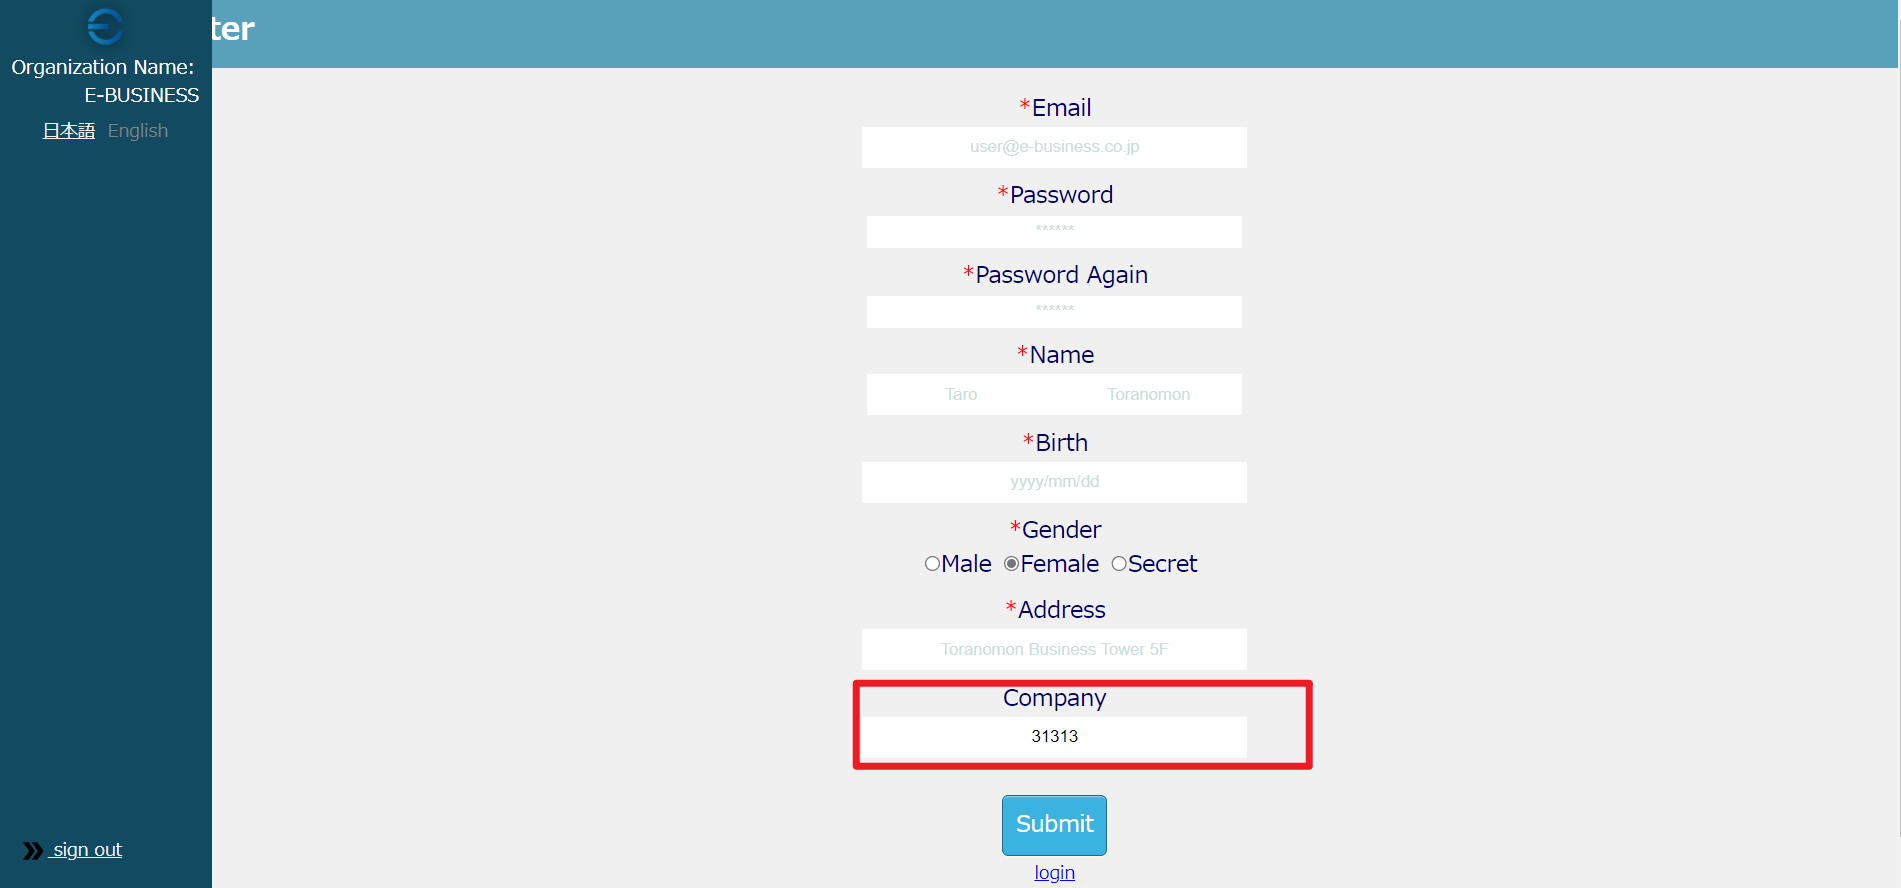 Organization Name:
E-BUSINESS
日本語 English
sign out
ter
*Email
user@e-business.co.jp
*Password
******
*Password Again
******
*Name
Taro Toranomon
*Birth
yyyy/mm/dd
*Gender
Male Female Secret
*Address
Toranomon Business Tower 5F
Company
31313
Submit
login